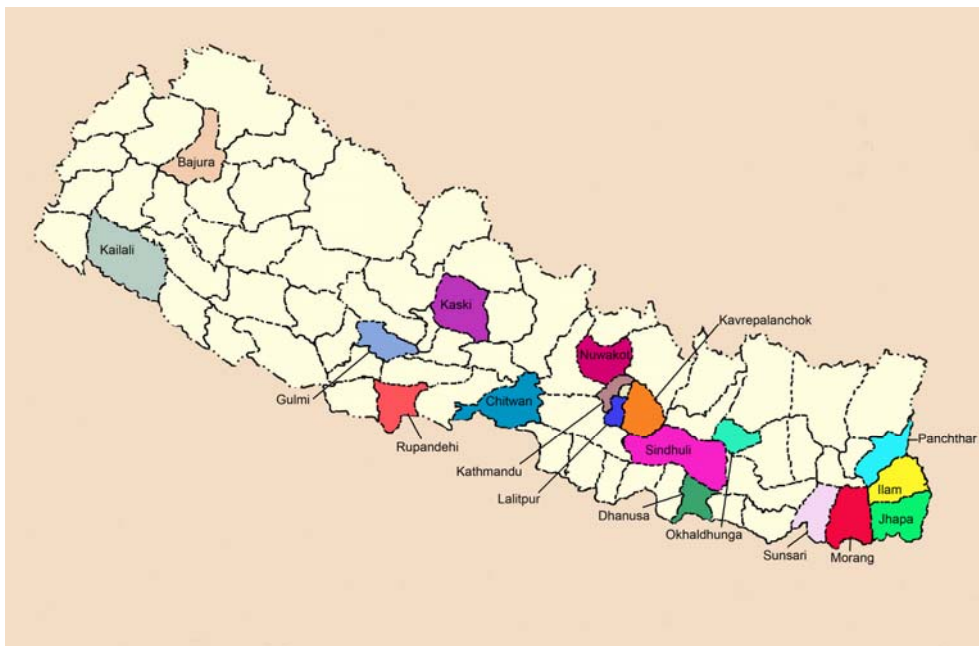 Bajura
Kailali
Kaski
Kavrepalanchok
Nuwakot
Gulmi
Chitwan
Rupandehi
Panchthar
Sindhuli
Kathmandu
Ilam
Lalitpur
Dhanusa
Jhapa
Okhaldhunga
Sunsari
Morang